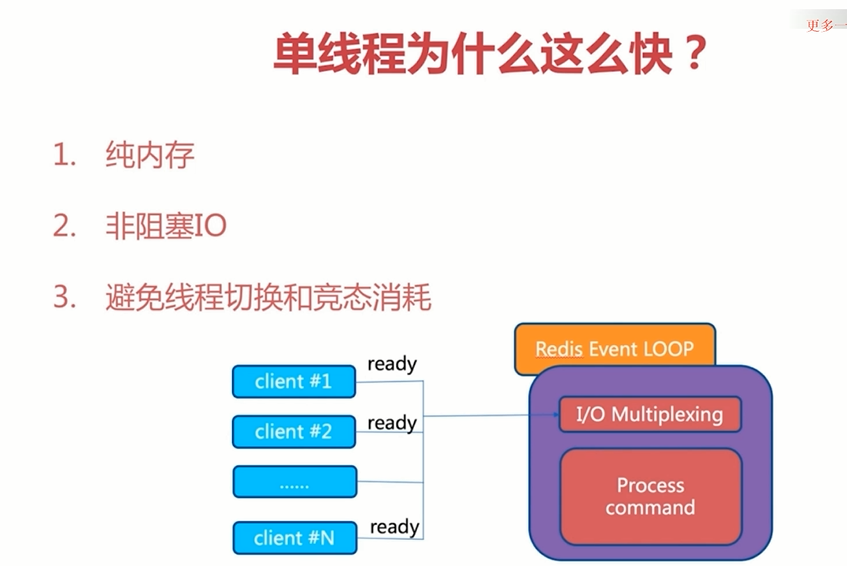 更多
单线程为什么这么快？
1. 纯内存
2. 非阻塞IO
3. 避免线程切换和竞态消耗
Redis Event LOOP
ready
client #1
I/O Multiplexing
ready
client #2
......
Process
command
ready
client #N